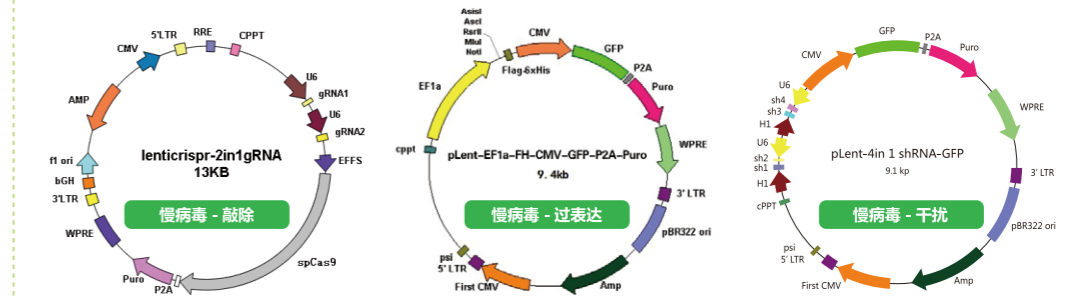 CMV
5'LTR
RRE
CPPT
U6
gRNA1
U6
gRNA2
EFFS
spCas9
P2A
Puro
WPRE
3'LTR
bGH
f1 ori
AMP
lenticrispr-2in1gRNA
13KB
慢病毒 - 敲除
AsisI
AscI
RsrII
MluI
NotI
Flag-6xHis
CMV
GFP
P2A
Puro
WPRE
3' LTR
pBR322 ori
Amp
First CMV
5' LTR
psi
cppt
EF1a
pLent-EF1a-FH-CMV-GFP-P2A-Puro
9. 4kb
慢病毒 - 过表达
CMV
GFP
P2A
Puro
WPRE
3' LTR
pBR322 ori
Amp
First CMV
5' LTR
psi
cPPT
H1
sh1
sh2
U6
H1
sh3
sh4
U6
pLent-4in 1 shRNA-GFP
9.1 kp
慢病毒 - 干扰